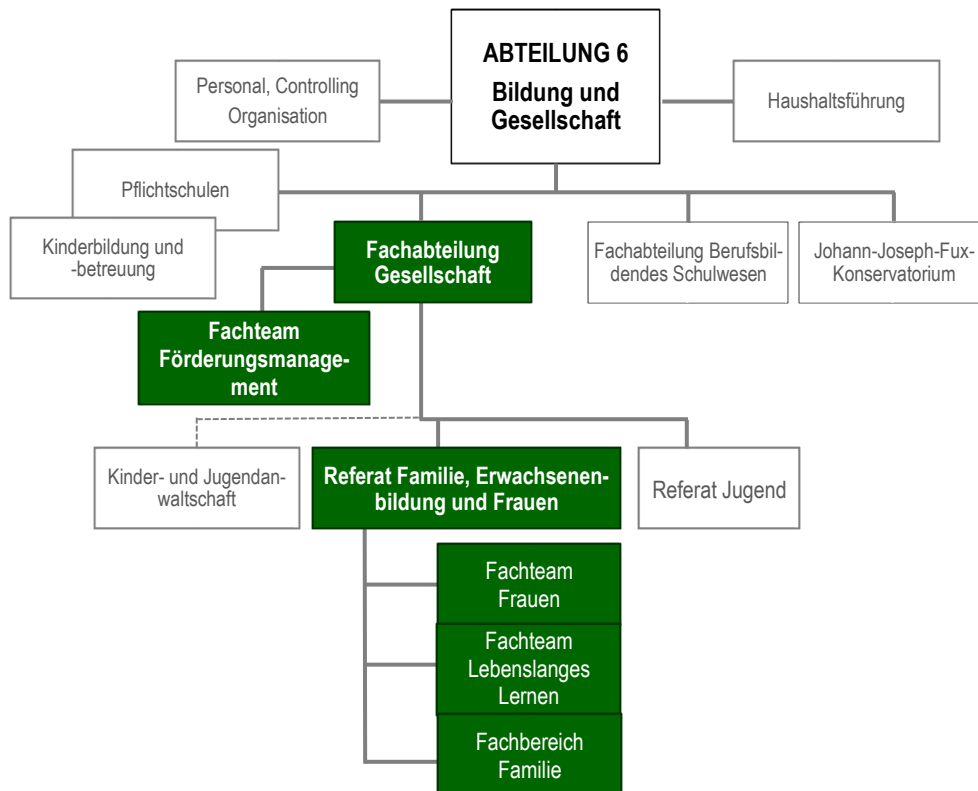 ABTEILUNG 6
Bildung und
Gesellschaft
Personal, Controlling
Organisation
Haushaltsführung
Pflichtschulen
Kinderbildung und
-betreuung
Fachabteilung
Gesellschaft
Fachabteilung Berufsbil-
dendes Schulwesen
Johann-Joseph-Fux-
Konservatorium
Fachteam
Förderungsmanage-
ment
Kinder- und Jugendan-
waltschaft
Referat Familie, Erwachsenen-
bildung und Frauen
Referat Jugend
Fachteam
Frauen
Fachteam
Lebenslanges
Lernen
Fachbereich
Familie